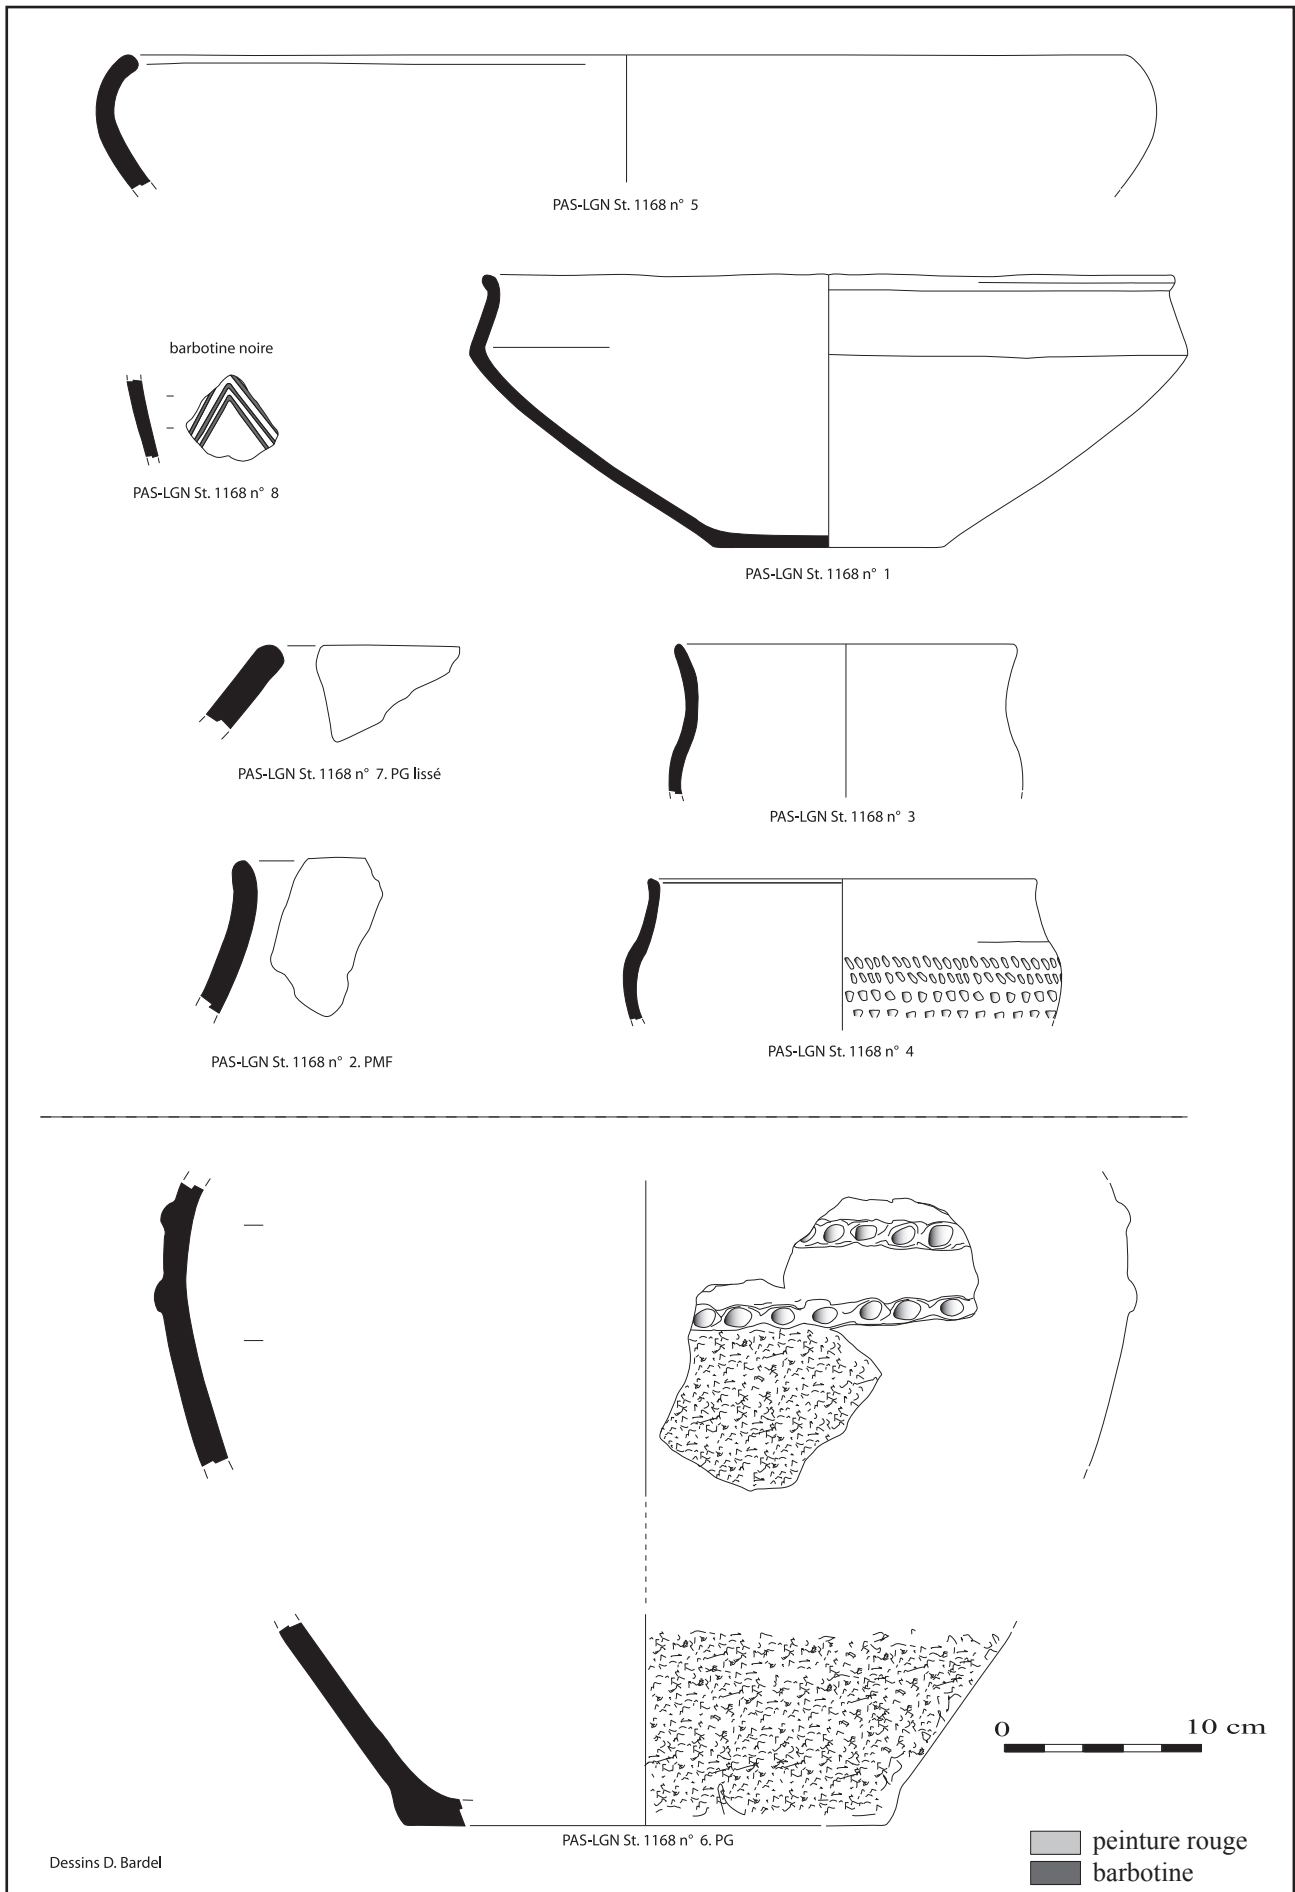 PAS-LGN St. 1168 n° 5
barbotine noire
PAS-LGN St. 1168 n° 8
PAS-LGN St. 1168 n° 1
PAS-LGN St. 1168 n° 7. PG lissé
PAS-LGN St. 1168 n° 3
PAS-LGN St. 1168 n° 2. PMF
PAS-LGN St. 1168 n° 4
0 10 cm
PAS-LGN St. 1168 n° 6. PG
peinture rouge
barbotine
Dessins D. Bardel